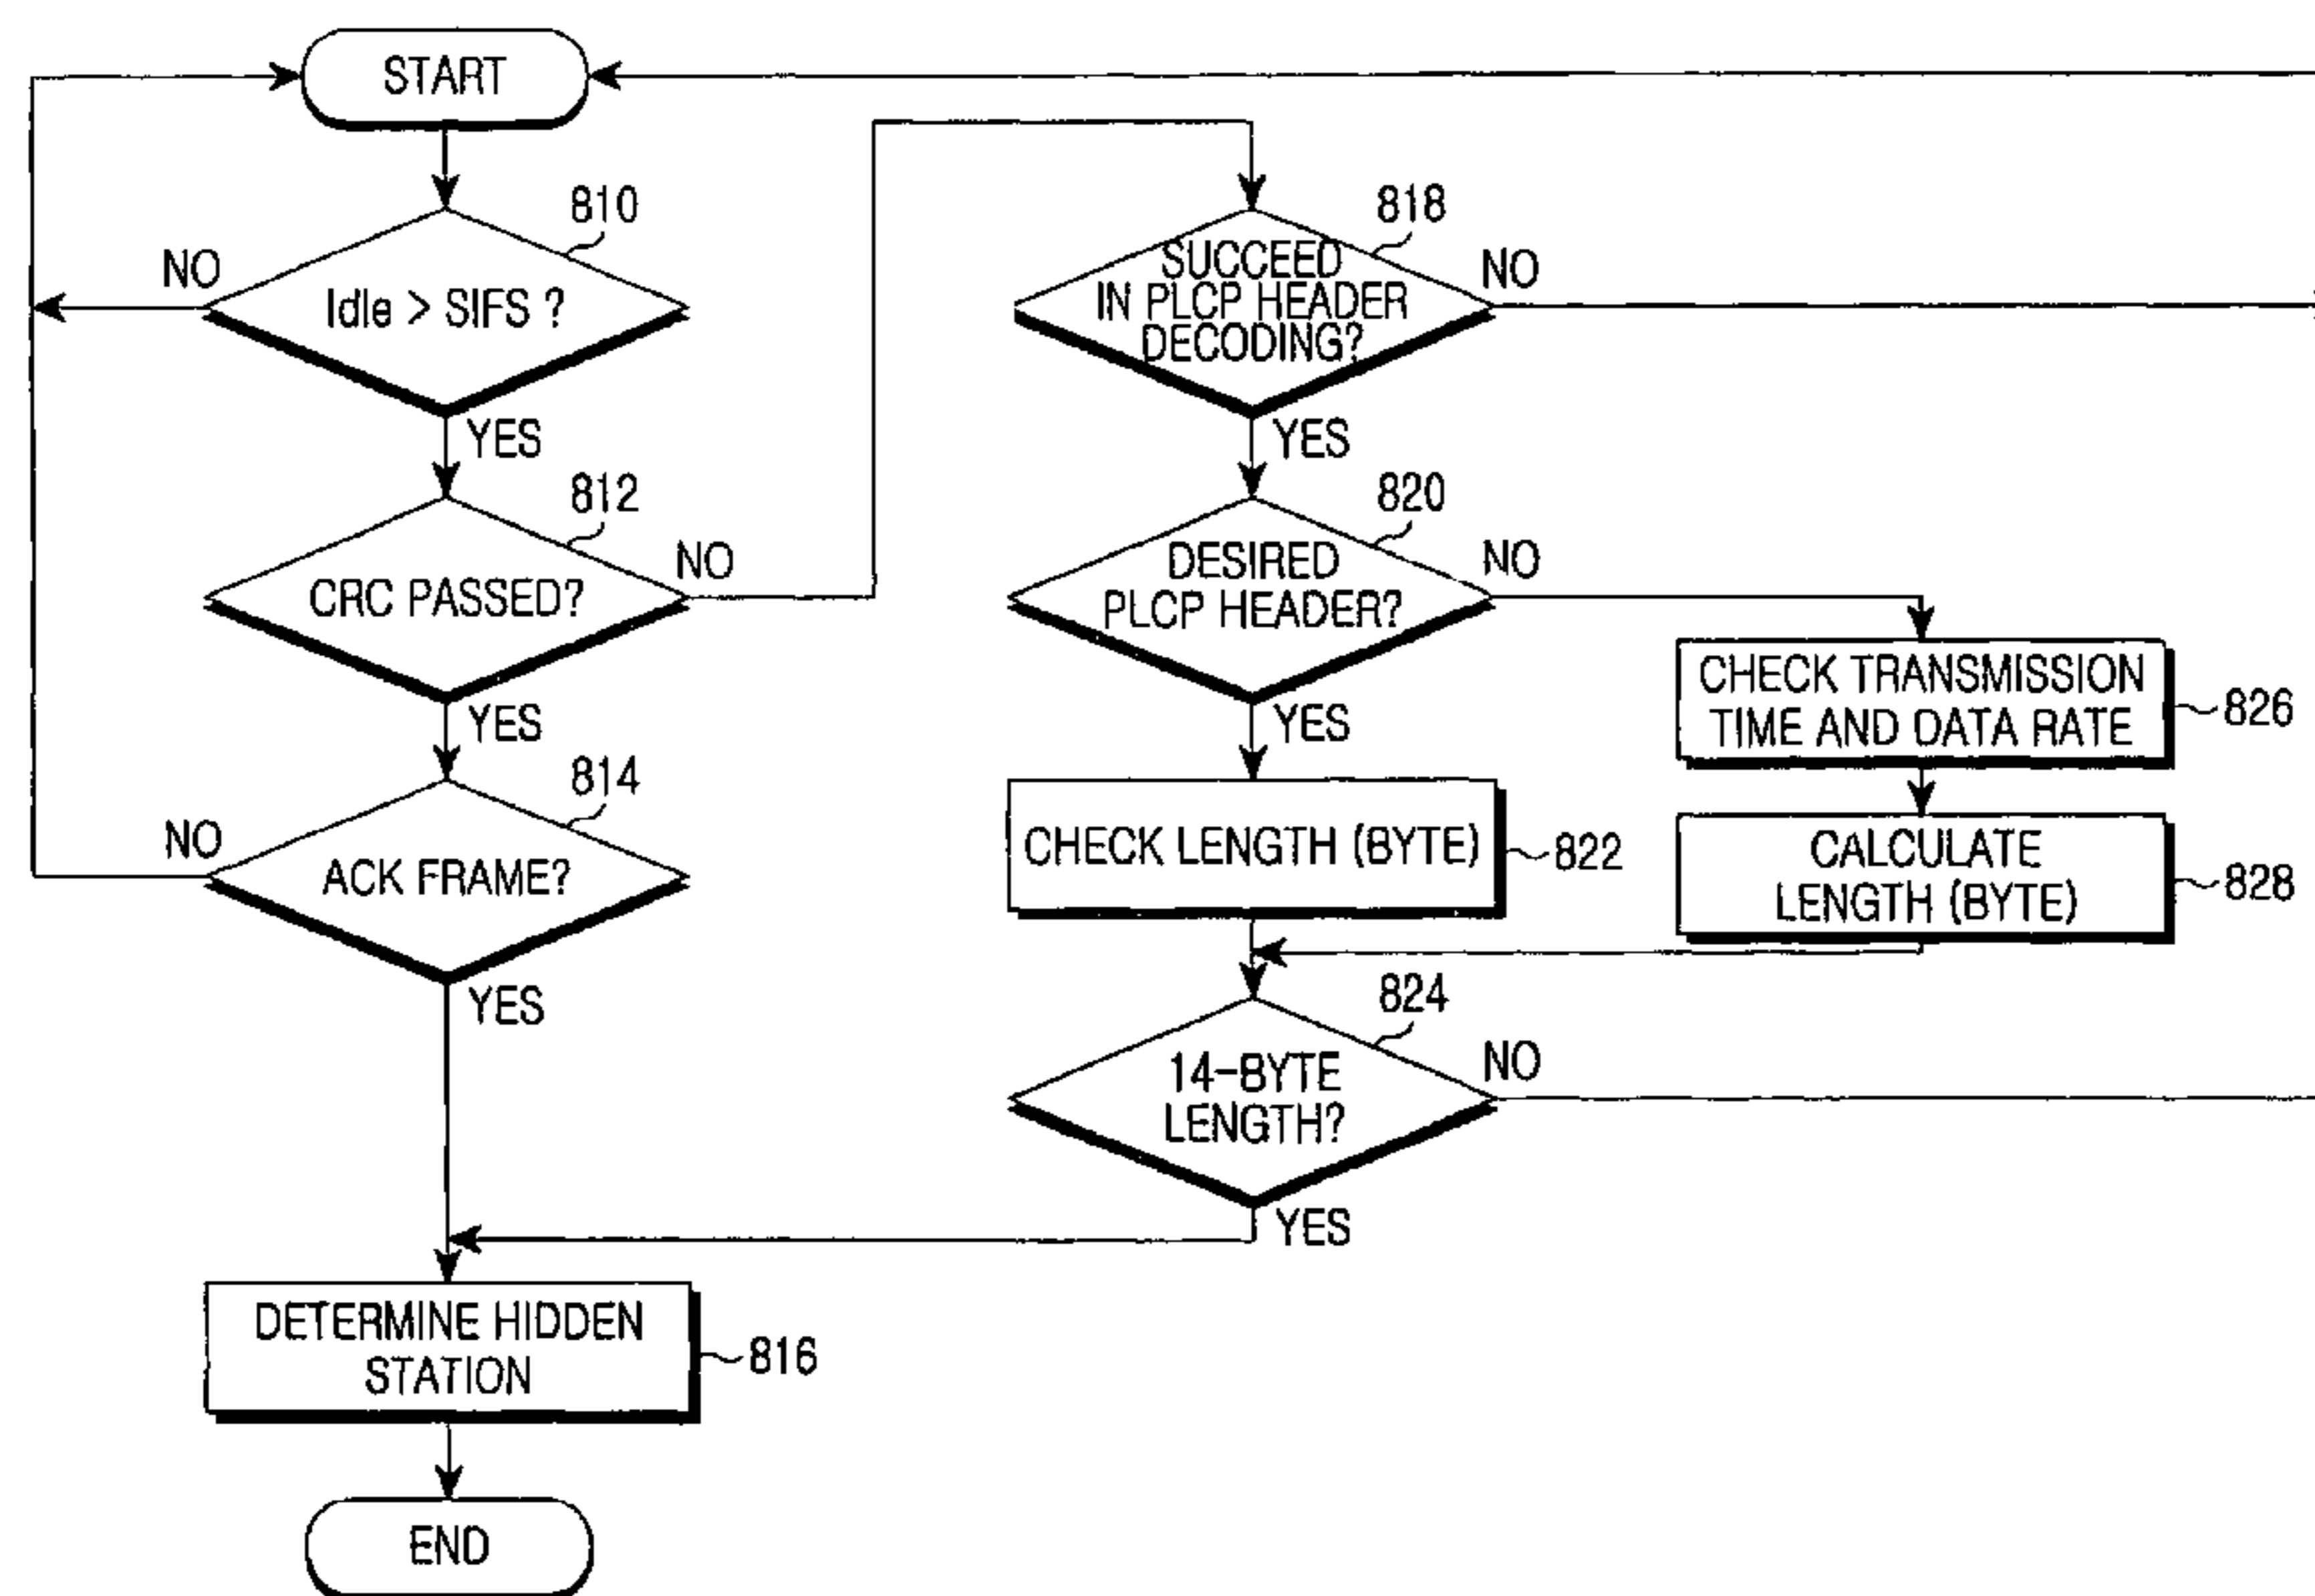 START
810
NO
Idle > SIFS ?
YES
812
NO
CRC PASSED?
YES
814
NO
ACK FRAME?
YES
DETERMINE HIDDEN
STATION
816
END
818
SUCCEED
IN PLCP HEADER
DECODING?
NO
YES
820
DESIRED
PLCP HEADER?
NO
YES
CHECK LENGTH (BYTE)
822
CHECK TRANSMISSION
TIME AND DATA RATE
826
CALCULATE
LENGTH (BYTE)
828
824
14-BYTE
LENGTH?
NO
YES